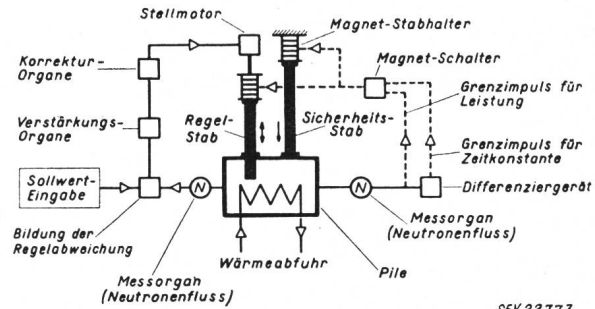 Stellmotor
Magnet-Stabhalter
Korrektur-
Organe
Magnet-Schalter
Grenzimpuls für
Leistung
Verstärkungs-
Organe
Regel-
Stab
Sicherheits-
Stab
Grenzimpuls für
Zeitkonstante
Sollwert-
Eingabe
N
N
Differenziergerät
Bildung der
Regelabweichung
Messorgan
(Neutronenfluss)
Wärmeabfuhr
Pile
Messorgan
(Neutronenfluss)